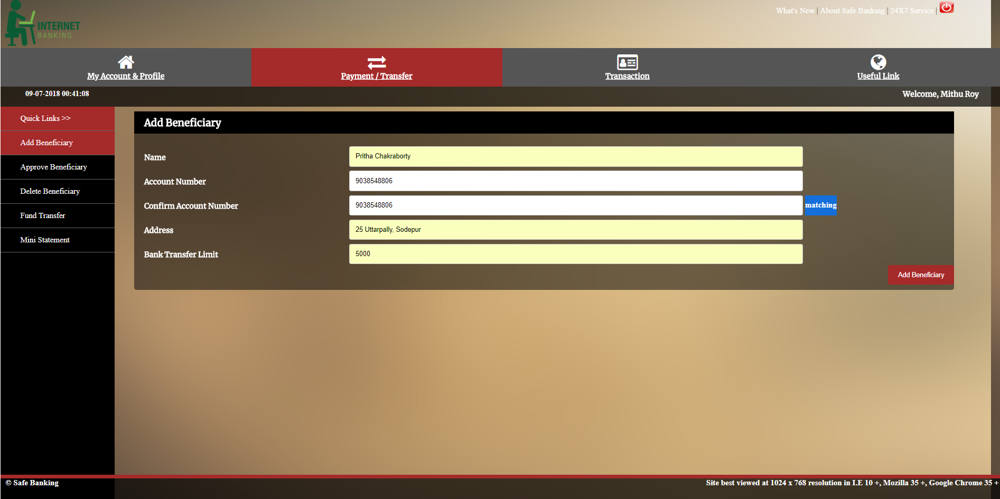 INTERNET
BANKING
What's New | About Safe Banking | 24X7 Service |
My Account & Profile
Payment / Transfer
Transaction
Useful Link
09-07-2018 00:41:08
Welcome, Mithu Roy
Quick Links >>
Add Beneficiary
Approve Beneficiary
Delete Beneficiary
Fund Transfer
Mini Statement
Add Beneficiary
Name
Pritha Chakraborty
Account Number
9038548806
Confirm Account Number
9038548806
matching
Address
25 Uttarpally, Sodepur
Bank Transfer Limit
5000
Add Beneficiary
© Safe Banking
Site best viewed at 1024 x 768 resolution in I.E 10 +, Mozilla 35 +, Google Chrome 35 +